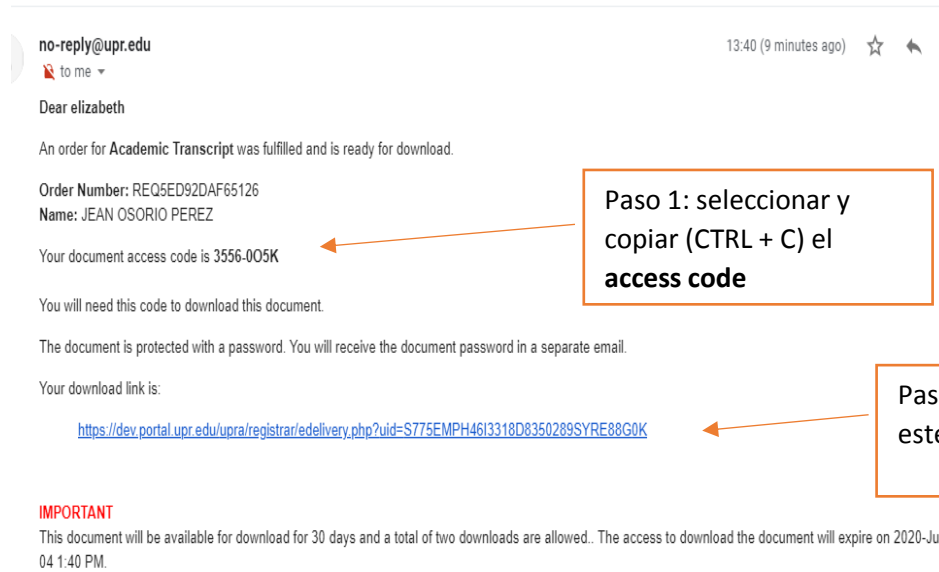 no-reply@upr.edu
13:40 (9 minutes ago)
to me
Dear elizabeth
An order for Academic Transcript was fulfilled and is ready for download.
Order Number: REQ5ED92DAF65126
Name: JEAN OSORIO PEREZ
Paso 1: seleccionar y
copiar (CTRL + C) el
access code
Your document access code is 3556-0O5K
You will need this code to download this document.
The document is protected with a password. You will receive the document password in a separate email.
Your download link is:
https://dev.portal.upr.edu/upra/registrar/edelivery.php?uid=S775EMPH46I3318D8350289SYRE88G0K
Pas
este
IMPORTANT
This document will be available for download for 30 days and a total of two downloads are allowed.. The access to download the document will expire on 2020-Ju
04 1:40 PM.